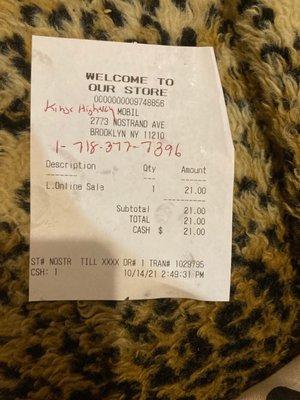 WELCOME TO
OUR STORE
0000000009748856
Kings Highway MOBIL
2773 NOSTRAND AVE
BROOKLYN NY 11210
1-718-377-7396
Description Qty Amount
L.Online Sale 1 21.00
Subtotal 21.00
TOTAL 21.00
CASH $ 21.00
ST# NOSTR TILL XXXX DR# 1 TRAN# 1029795
CSH: 1 10/14/21 2:49:31 PM